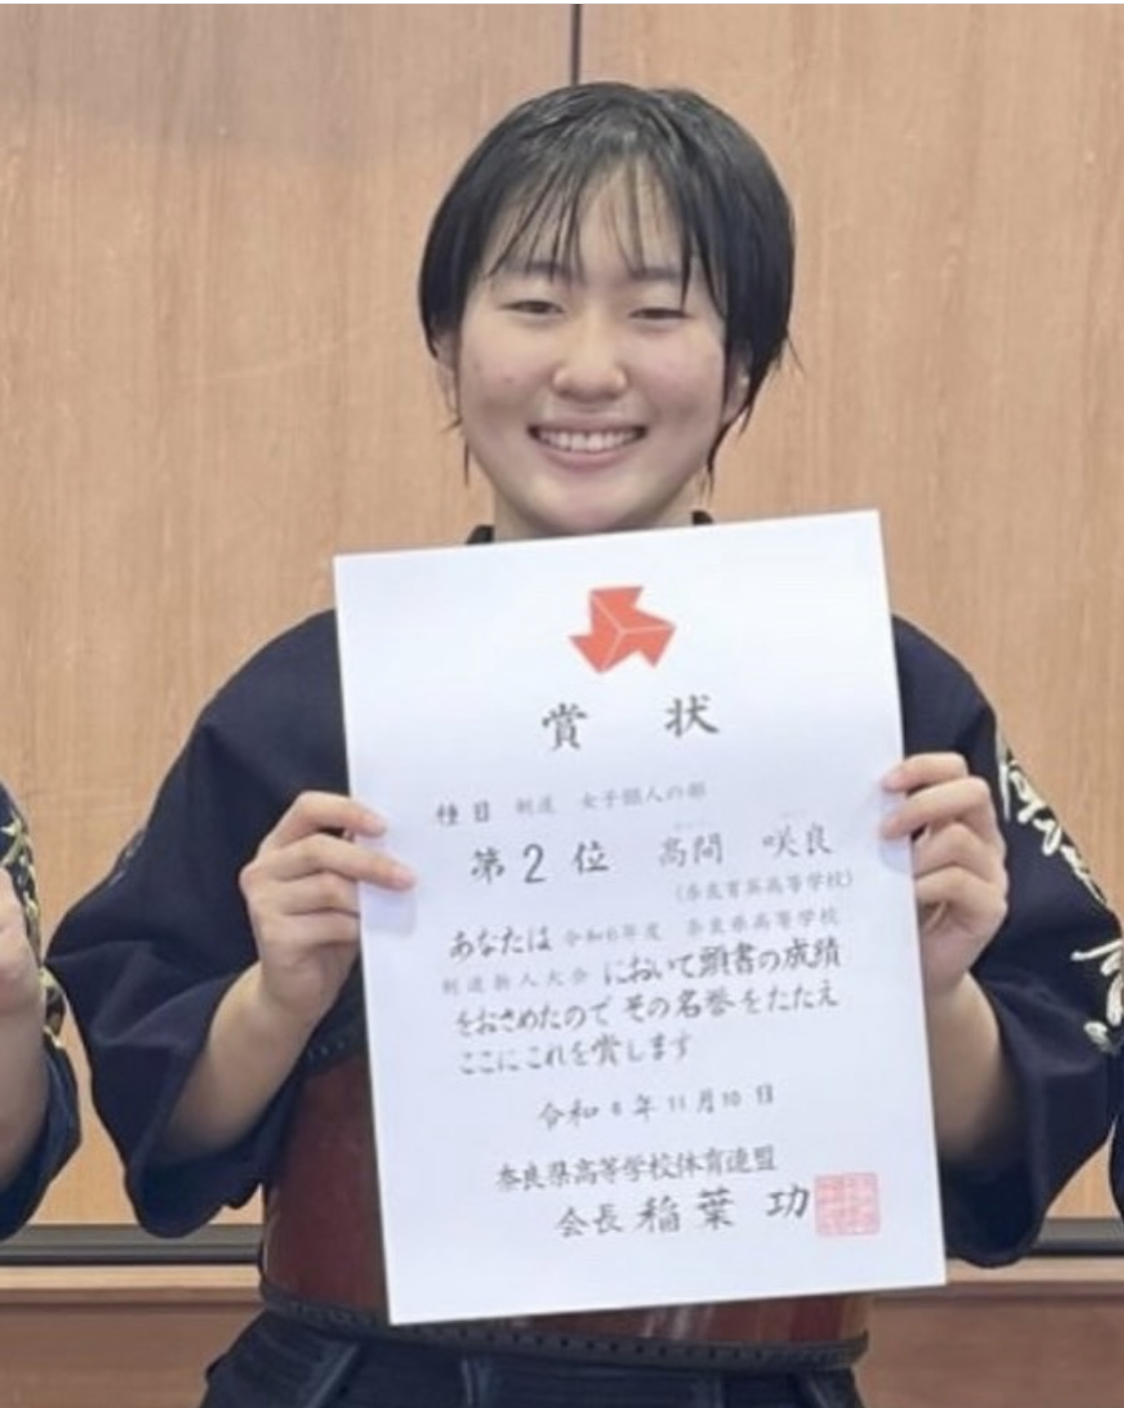 賞 状
種目 剣道 女子個人の部
第2位 髙間 咲良
(奈良育英高等学校)
あなたは 令和6年度 奈良県高等学校
剣道新人大会 において頭書の成績
をおさめたので その名誉をたたえ
ここにこれを賞します
令和6年11月10日
奈良県高等学校体育連盟
会長 稲葉 功